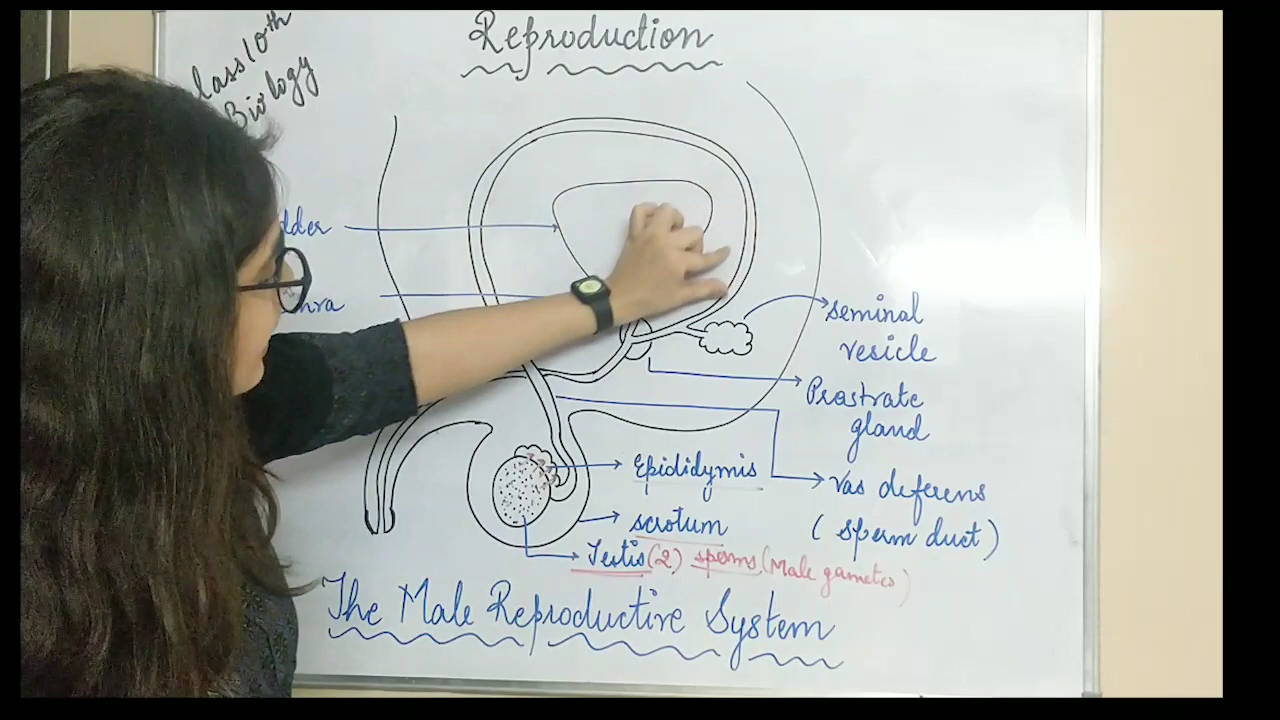 Reproduction
lass 10th
Biology
dder
hra
seminal
vesicle
Prostrate
gland
Epididymis
Vas deferens
(sperm duct)
scrotum
Testis (2) sperms (Male gametes)
The Male Reproductive System